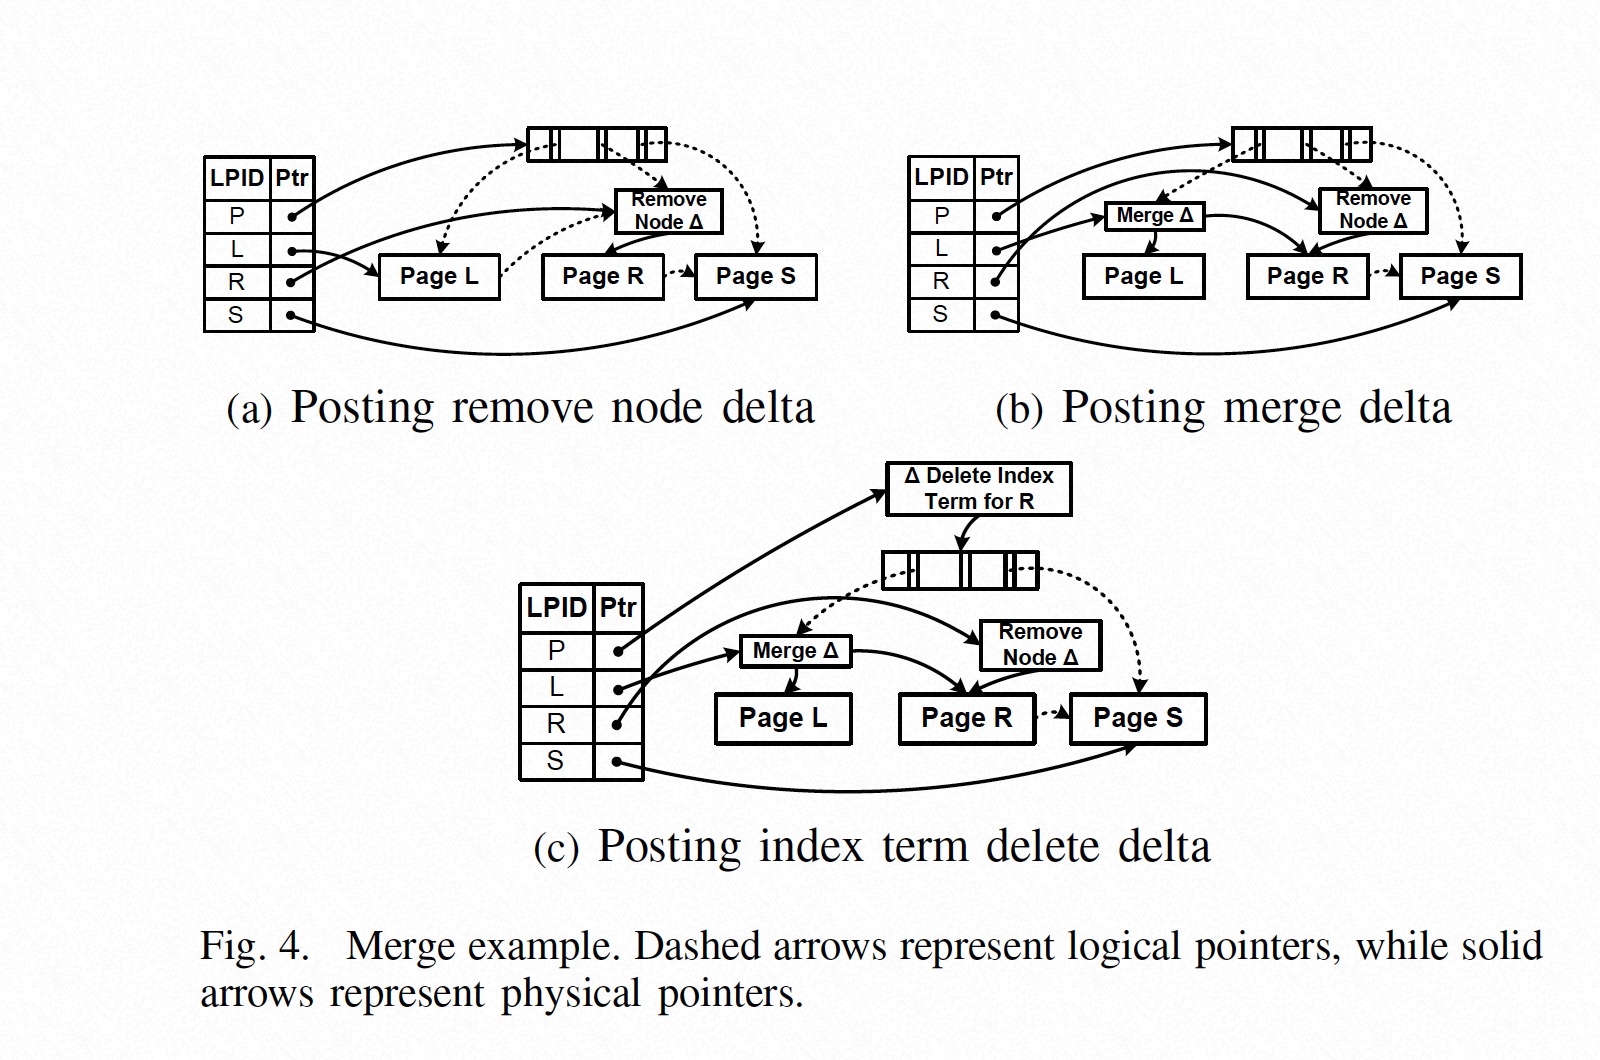 LPID Ptr
P
L
R
S
Remove
Node Δ
Page L
Page R
Page S
(a) Posting remove node delta
LPID Ptr
P
L
R
S
Merge Δ
Remove
Node Δ
Page L
Page R
Page S
(b) Posting merge delta
Δ Delete Index
Term for R
LPID Ptr
P
L
R
S
Merge Δ
Remove
Node Δ
Page L
Page R
Page S
(c) Posting index term delete delta
Fig. 4. Merge example. Dashed arrows represent logical pointers, while solid
arrows represent physical pointers.